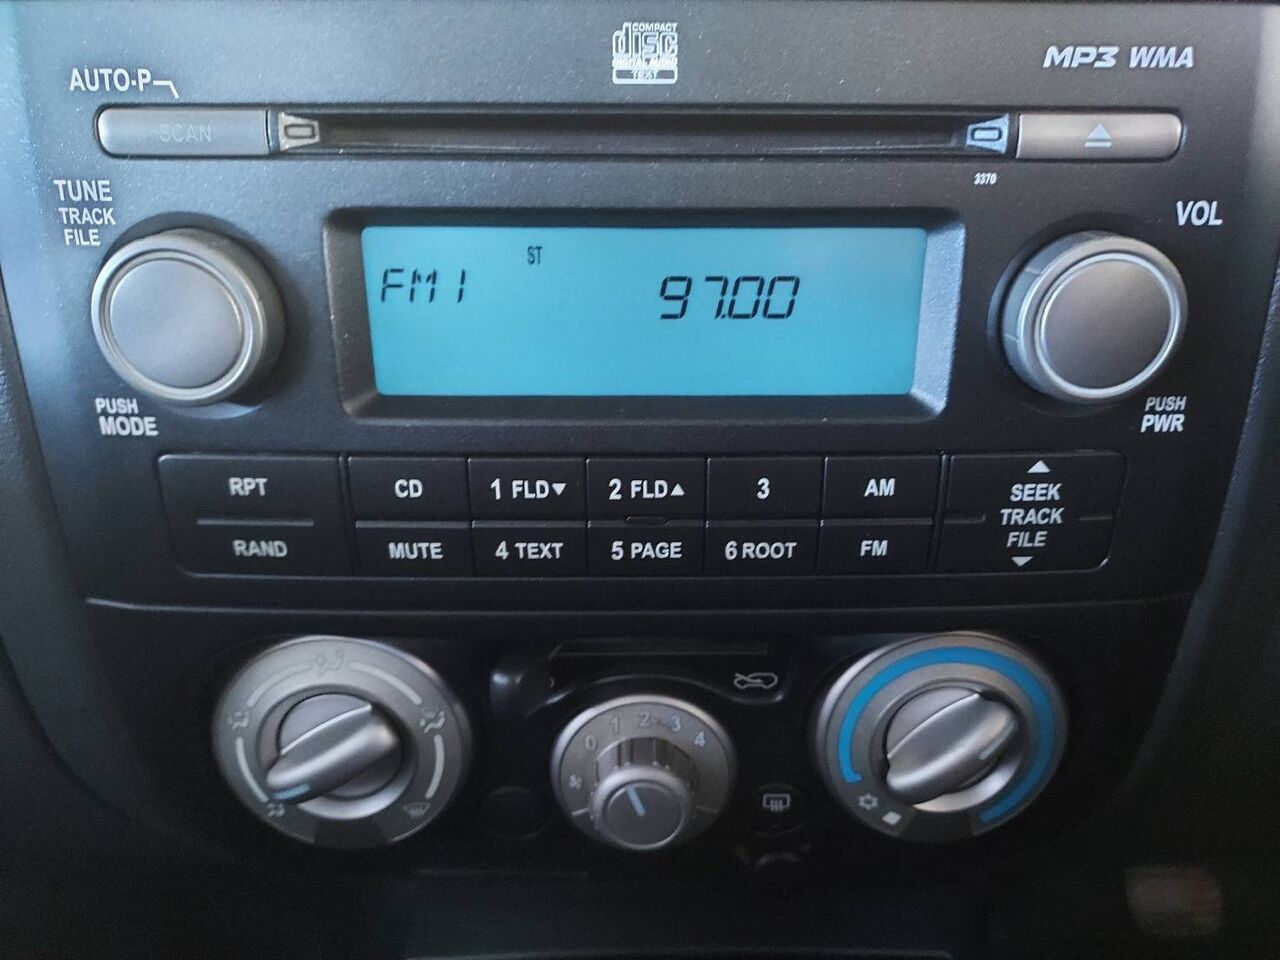 COMPACT
disc
DIGITAL AUDIO
TEXT
MP3 WMA
AUTO-P
SCAN
3370
TUNE
TRACK
FILE
VOL
ST
FM1 97.00
PUSH
MODE
PUSH
PWR
RPT CD 1 FLD▼ 2 FLD▲ 3 AM
RAND MUTE 4 TEXT 5 PAGE 6 ROOT FM
▲
SEEK
TRACK
FILE
▼
0 1 2 3 4